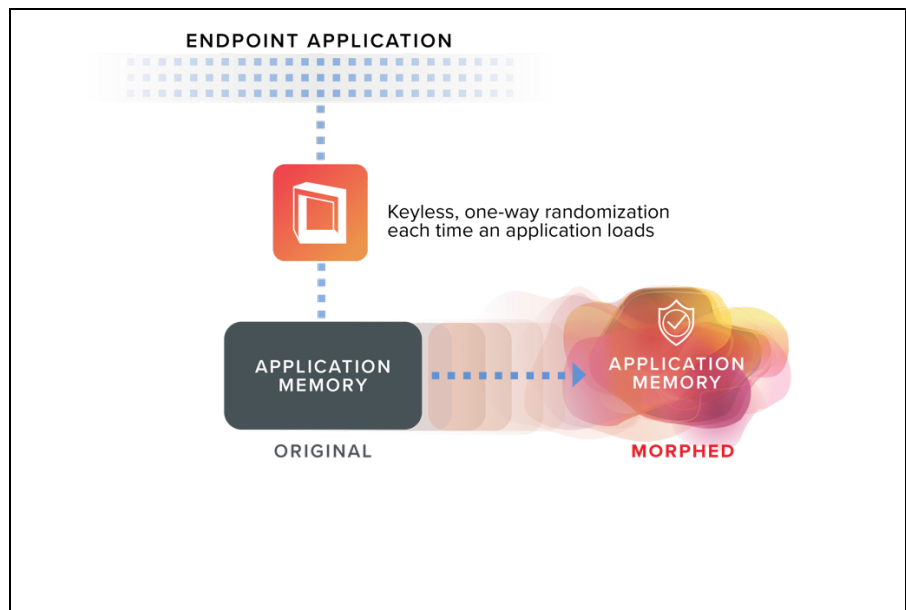 ENDPOINT APPLICATION
Keyless, one-way randomization
each time an application loads
APPLICATION
MEMORY
APPLICATION
MEMORY
ORIGINAL
MORPHED